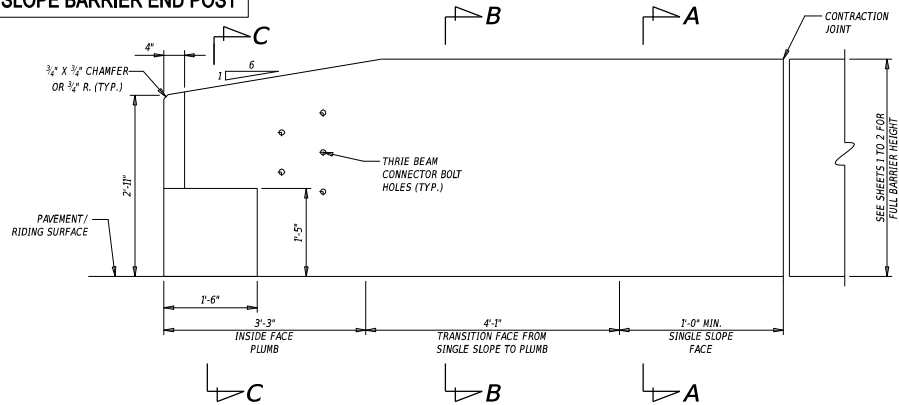 SLOPE BARRIER END POST
B
A
C
CONTRACTION
JOINT
4"
6
1
3/4" X 3/4" CHAMFER
OR 3/4" R. (TYP.)
THRIE BEAM
CONNECTOR BOLT
HOLES (TYP.)
SEE SHEETS 1 TO 2 FOR
FULL BARRIER HEIGHT
2'-11"
1'-5"
PAVEMENT/
RIDING SURFACE
1'-6"
3'-3"
INSIDE FACE
PLUMB
4'-1"
TRANSITION FACE FROM
SINGLE SLOPE TO PLUMB
1'-0" MIN.
SINGLE SLOPE
FACE
C
B
A